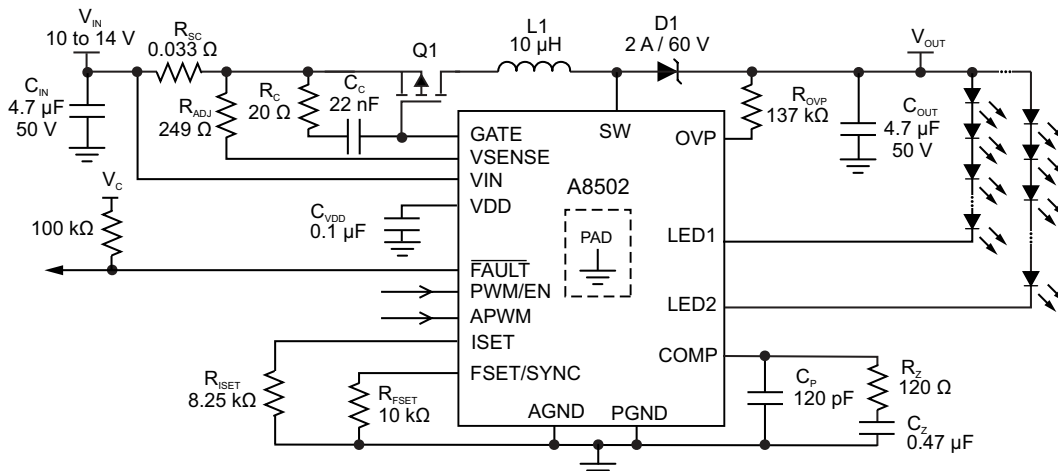 V_IN
10 to 14 V
R_SC
0.033 Ω
Q1
L1
10 µH
D1
2 A / 60 V
V_OUT
C_IN
4.7 µF
50 V
R_ADJ
249 Ω
R_C
20 Ω
C_C
22 nF
R_OVP
137 kΩ
C_OUT
4.7 µF
50 V
GATE
SW
OVP
VSENSE
VIN
A8502
V_C
VDD
C_VDD
0.1 µF
100 kΩ
PAD
LED1
FAULT
PWM/EN
APWM
LED2
ISET
COMP
FSET/SYNC
R_ISET
8.25 kΩ
R_FSET
10 kΩ
AGND
PGND
C_P
120 pF
R_Z
120 Ω
C_Z
0.47 µF